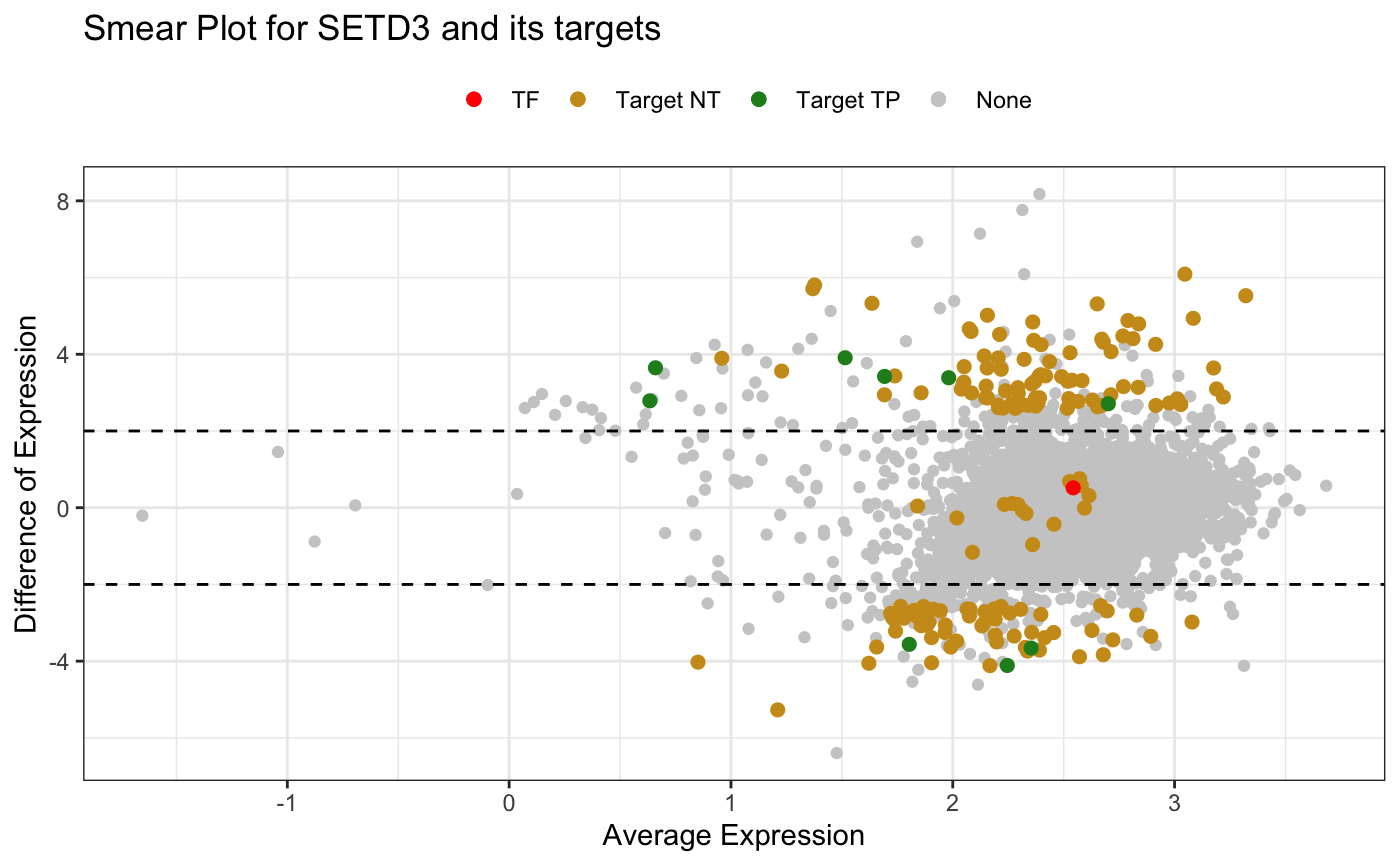 Smear Plot for SETD3 and its targets
TF Target NT Target TP None
Difference of Expression
8
4
0
-4
-1 0 1 2 3
Average Expression